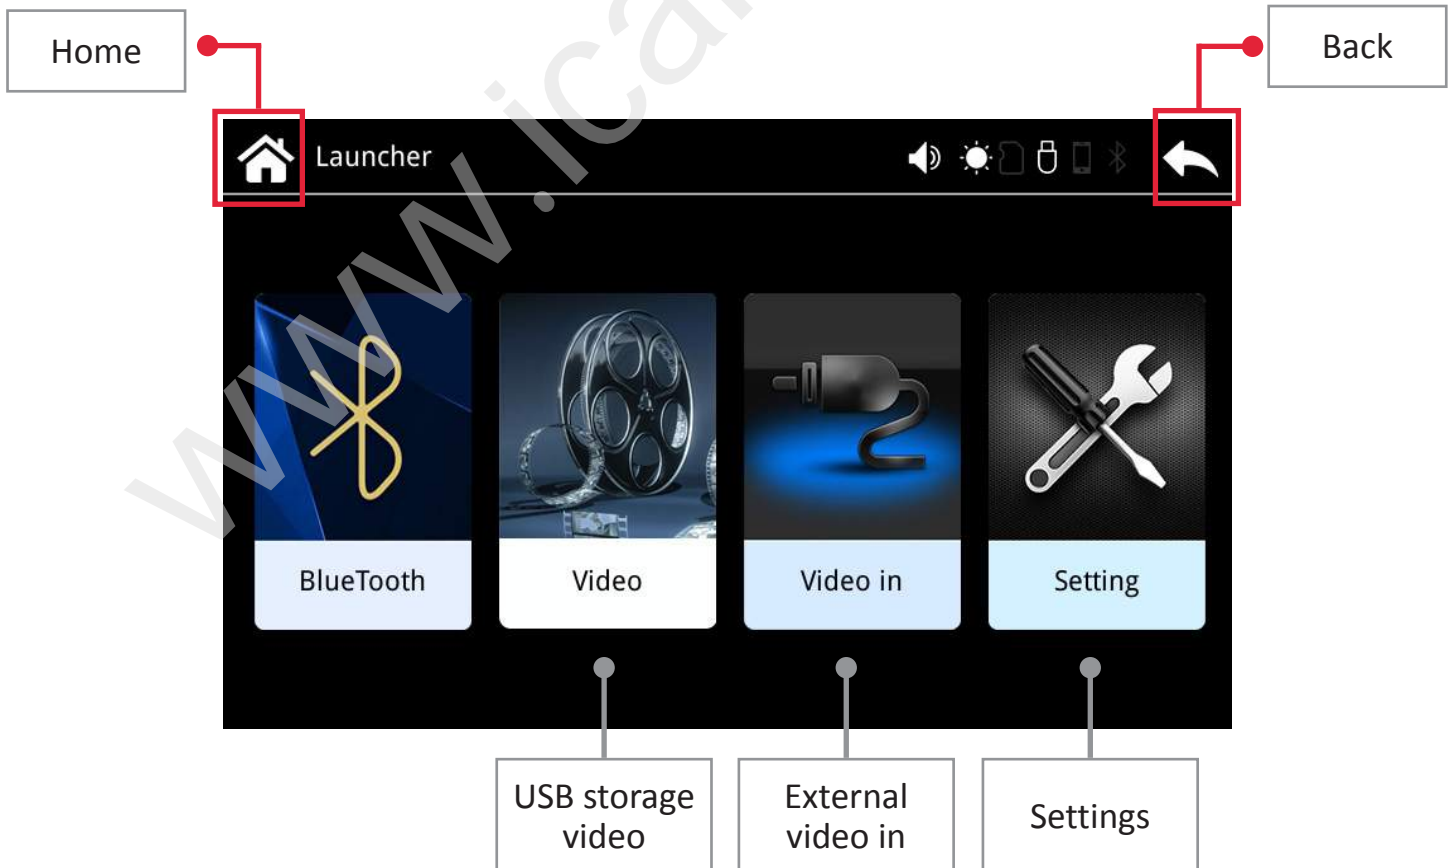 Home
Back
Launcher
BlueTooth
Video
Video in
Setting
USB storage
video
External
video in
Settings
www.ica